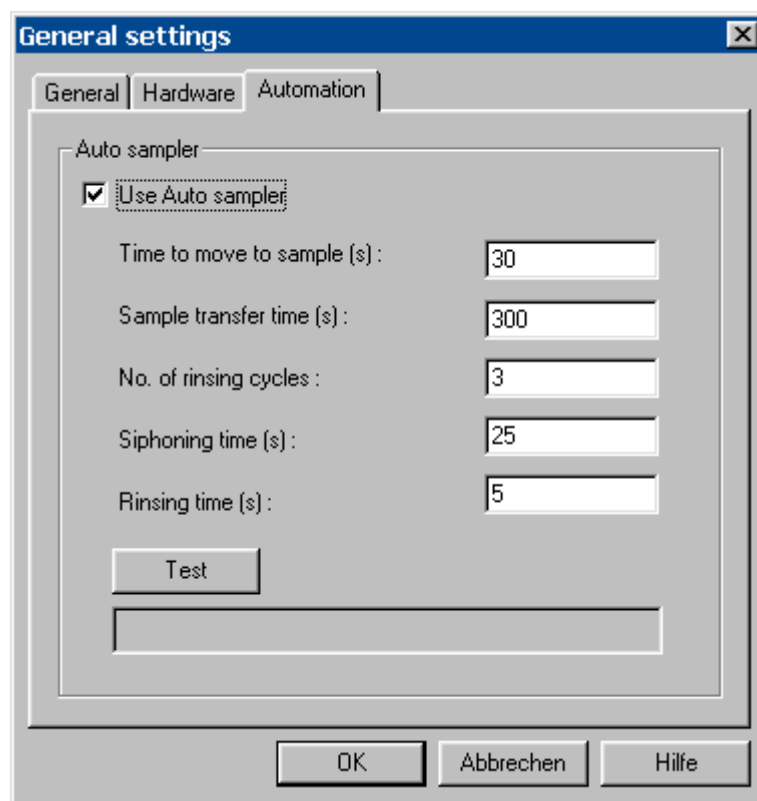 General settings
General Hardware Automation
Auto sampler
Use Auto sampler
Time to move to sample (s) : 30
Sample transfer time (s) : 300
No. of rinsing cycles : 3
Siphoning time (s) : 25
Rinsing time (s) : 5
Test
OK Abbrechen Hilfe